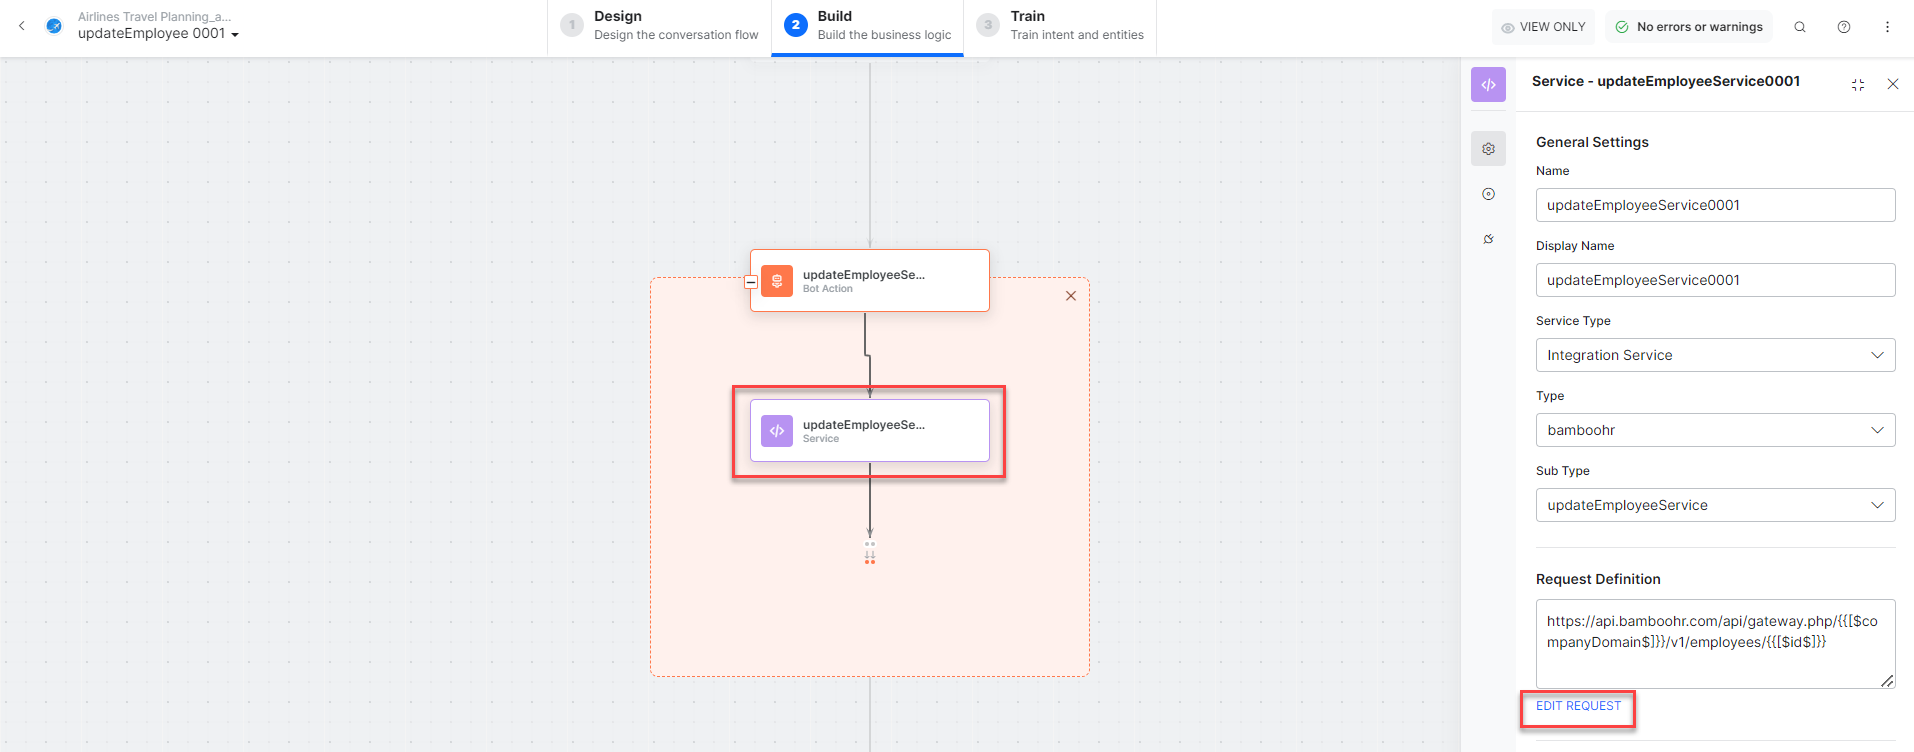 Airlines Travel Planning_a...
updateEmployee 0001
1
Design
Design the conversation flow
2
Build
Build the business logic
3
Train
Train intent and entities
VIEW ONLY
No errors or warnings
updateEmployeeSe...
Bot Action
updateEmployeeSe...
Service
Service - updateEmployeeService0001
General Settings
Name
updateEmployeeService0001
Display Name
updateEmployeeService0001
Service Type
Integration Service
Type
bamboohr
Sub Type
updateEmployeeService
Request Definition
https://api.bamboohr.com/api/gateway.php/{{[$co
mpanyDomain$]}}/v1/employees/{{[$id$]}}
EDIT REQUEST